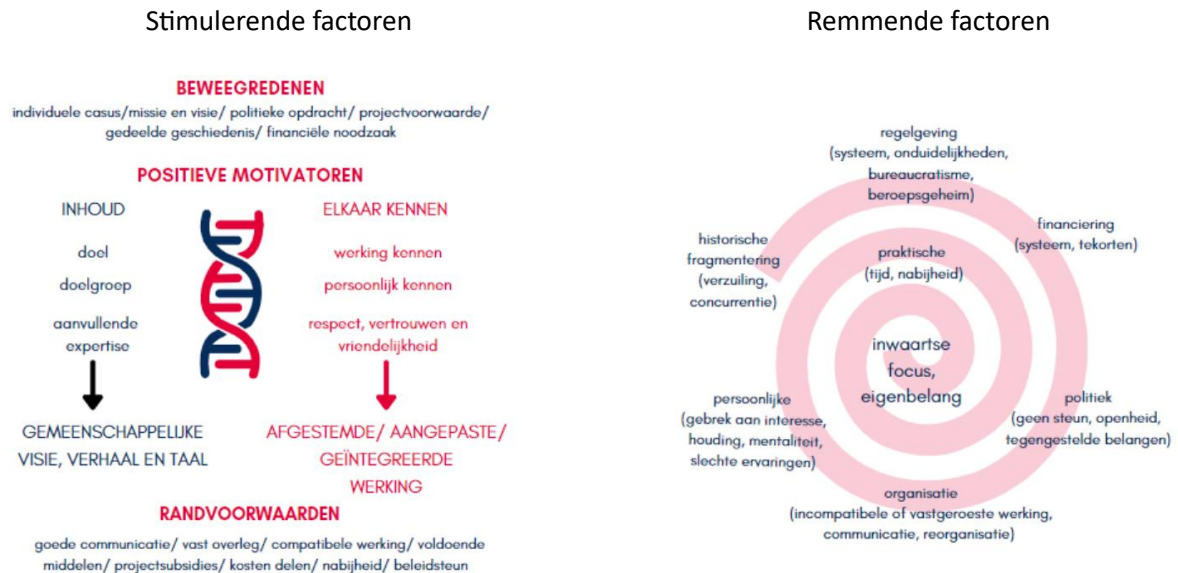 Stimulerende factoren
BEWEEGREDENEN
individuele casus/missie en visie/ politieke opdracht/ projectvoorwaarde/
gedeelde geschiedenis/ financiële noodzaak
POSITIEVE MOTIVATOREN
INHOUD
doel
doelgroep
aanvullende
expertise
GEMEENSCHAPPELIJKE
VISIE, VERHAAL EN TAAL
ELKAAR KENNEN
werking kennen
persoonlijk kennen
respect, vertrouwen en
vriendelijkheid
AFGESTEMDE/ AANGEPASTE/
GEÏNTEGREERDE
WERKING
RANDVOORWAARDEN
goede communicatie/ vast overleg/ compatibele werking/ voldoende
middelen/ projectsubsidies/ kosten delen/ nabijheid/ beleidsteun
Remmende factoren
regelgeving
(systeem, onduidelijkheden,
bureaucratisme,
beroepsgeheim)
financiering
(systeem, tekorten)
historische
fragmentering
(verzuiling,
concurrentie)
praktische
(tijd, nabijheid)
inwaartse
focus,
eigenbelang
persoonlijke
(gebrek aan interesse,
houding, mentaliteit,
slechte ervaringen)
politiek
(geen steun, openheid,
tegengestelde belangen)
organisatie
(incompatibele of vastgeroeste werking,
communicatie, reorganisatie)